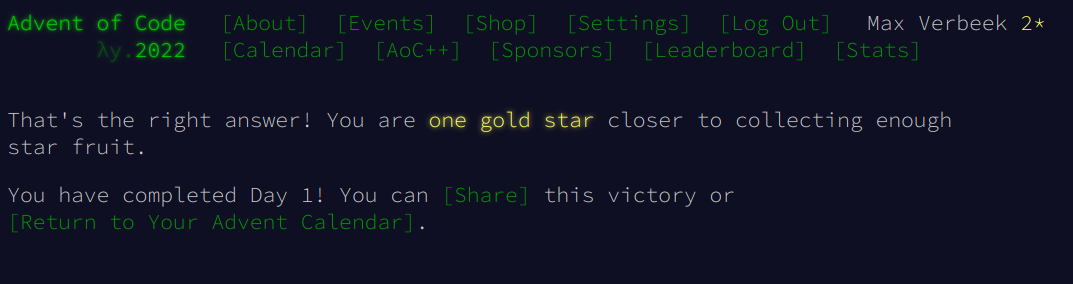 Advent of Code [About] [Events] [Shop] [Settings] [Log Out] Max Verbeek 2*
λy.2022 [Calendar] [AoC++] [Sponsors] [Leaderboard] [Stats]
That's the right answer! You are one gold star closer to collecting enough
star fruit.
You have completed Day 1! You can [Share] this victory or
[Return to Your Advent Calendar].